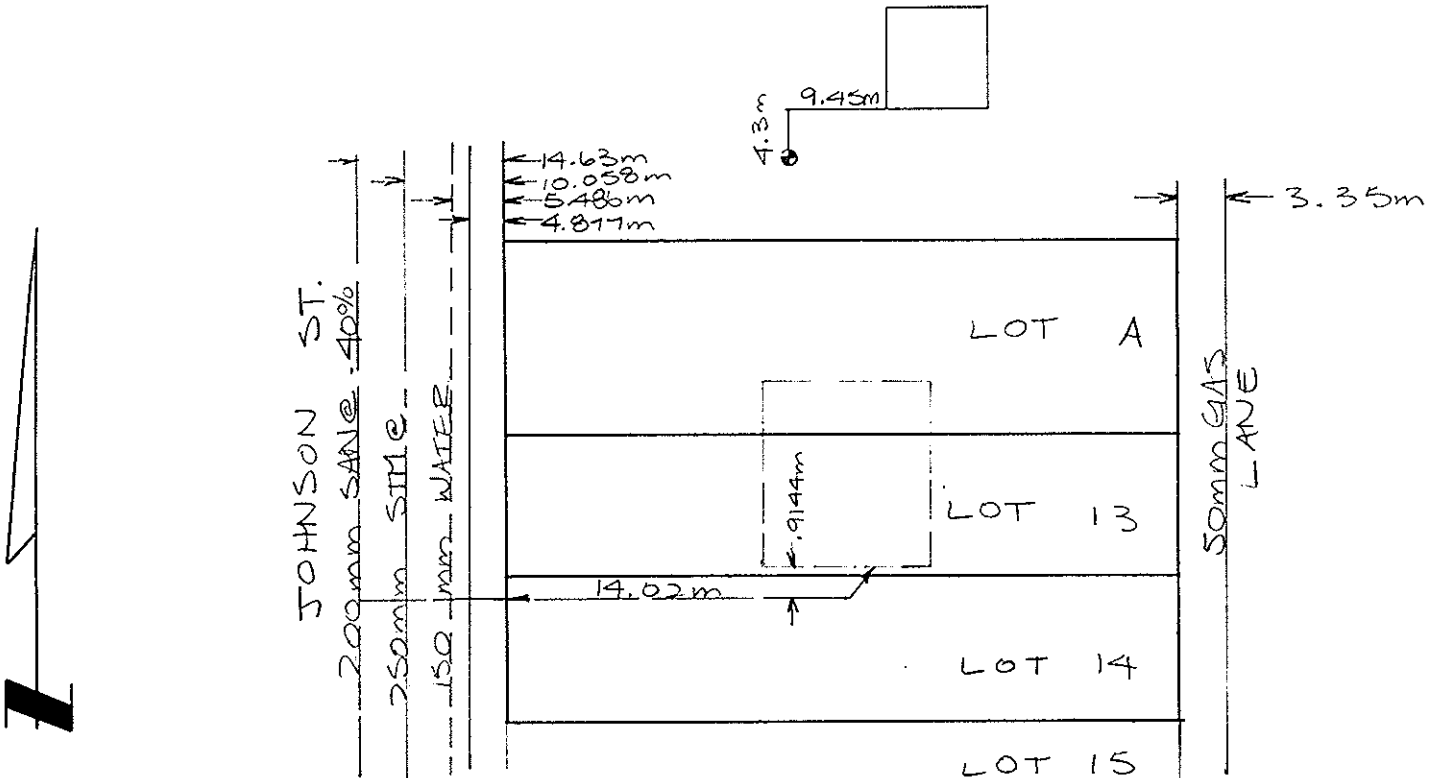 9.45m
4.3m
14.63m
10.058m
5.486m
4.877m
3.35m
JOHNSON ST.
200mm SAN@ .40%
250mm STM@
150 mm WATER
LOT A
LOT 13
.9144m
14.02m
LOT 14
LOT 15
50mm GAS
LANE